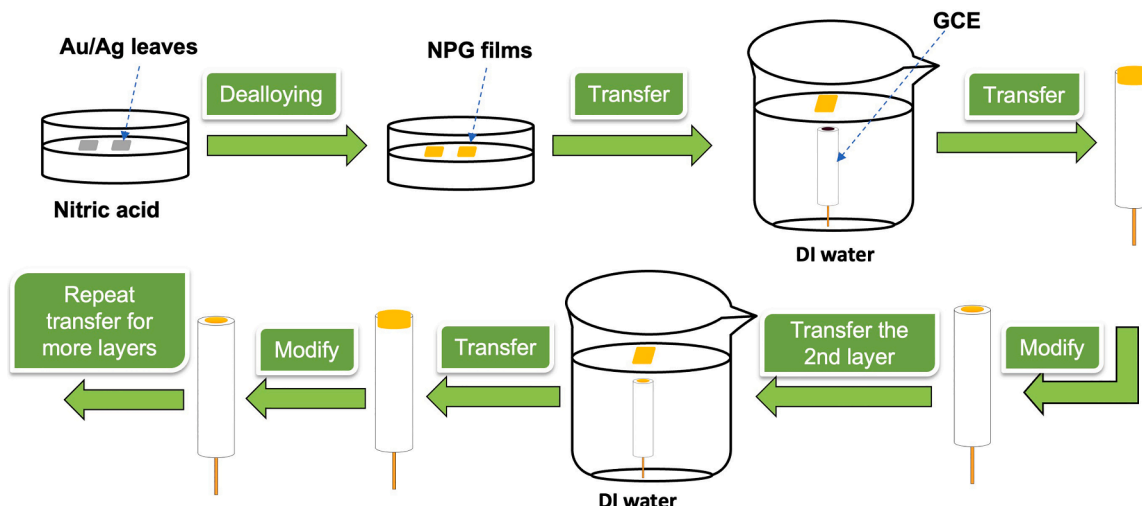 Au/Ag leaves
Dealloying
Nitric acid
NPG films
Transfer
GCE
DI water
Transfer
Modify
Transfer the
2nd layer
DI water
Transfer
Modify
Repeat
transfer for
more layers